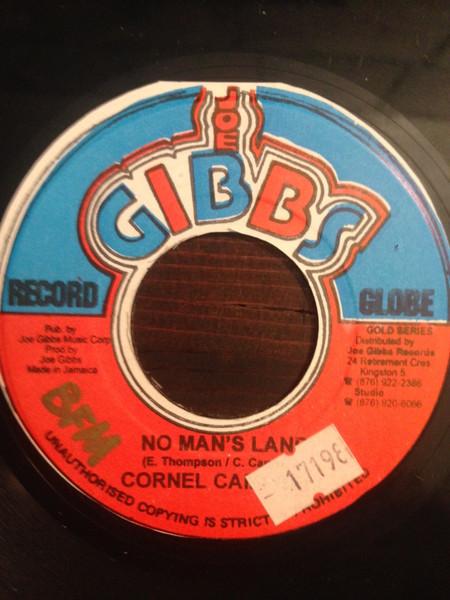 JOE
GIBBS
RECORD GLOBE
Pub. by
Joe Gibbs Music Corp
Prod by
Joe Gibbs
Made in Jamaica
GOLD SERIES
Distributed by
Joe Gibbs Records
24 Retirement Cres
Kingston 5
☎ (876) 922-2386
Studio
☎ (876) 920-6066
BFM
NO MAN'S LAN
(E. Thompson / C. Ca
CORNEL CA
17198
UNAUTHORISED COPYING IS STRICT PROHIBITED